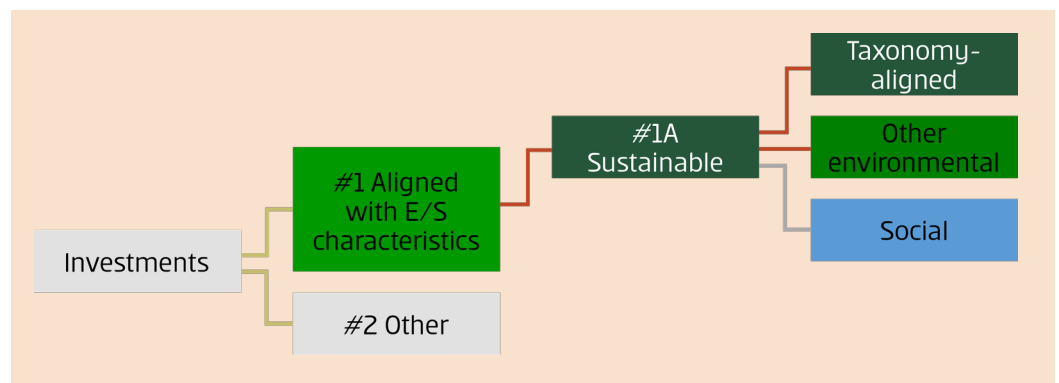 Investments
#1 Aligned
with E/S
characteristics
#2 Other
#1A
Sustainable
Taxonomy-
aligned
Other
environmental
Social